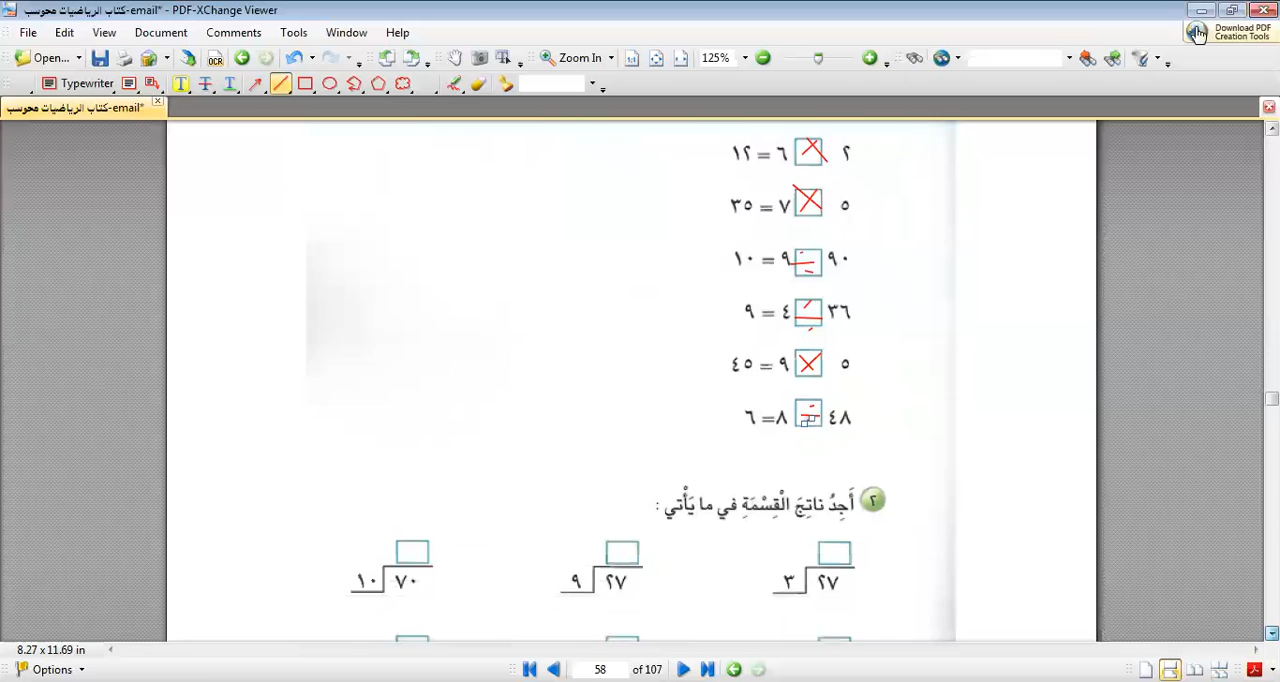 email-كتاب الرياضيات محوسب* - PDF-XChange Viewer
File Edit View Document Comments Tools Window Help
Download PDF Creation Tools
Open... OCR Zoom In 125%
Typewriter
email-كتاب الرياضيات محوسب*
٢ × ٦ = ١٢
٥ × ٧ = ٣٥
٩٠ ÷ ٩ = ١٠
٣٦ ÷ ٤ = ٩
٥ × ٩ = ٤٥
٤٨ ÷ ٨ = ٦
٢ أَجِدُ ناتِجَ الْقِسْمَةِ في ما يَأْتي :
٣ ٢٧ ٩ ٢٧ ١٠ ٧٠
8.27 x 11.69 in
Options 58 of 107